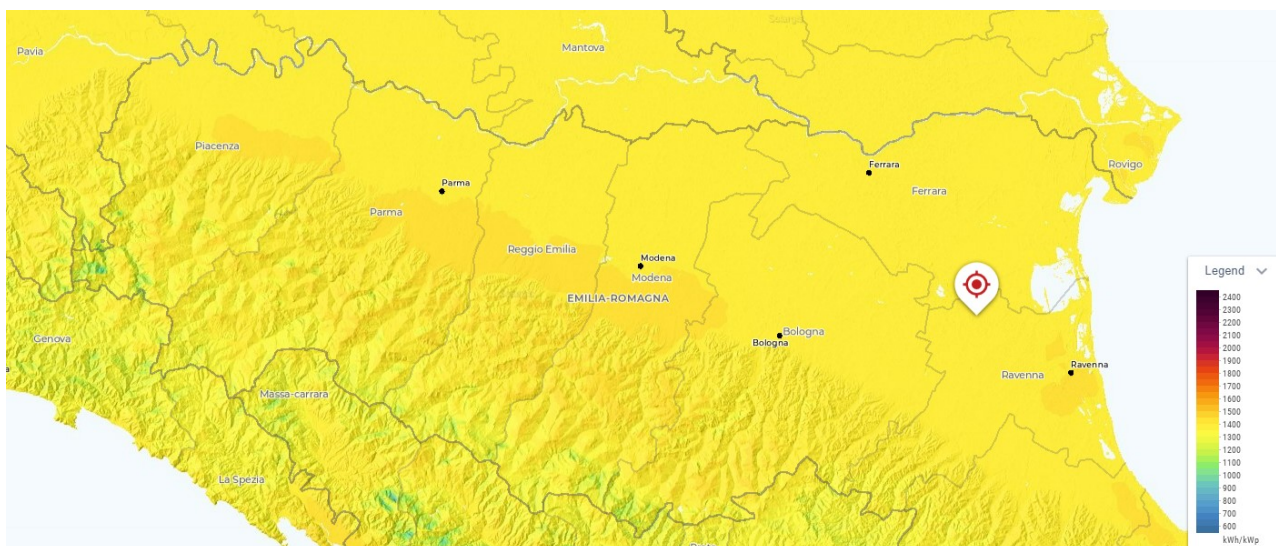 Pavia
Mantova
Piacenza
Ferrara
Rovigo
Parma
Ferrara
Parma
Reggio Emilia
Modena
Modena
EMILIA-ROMAGNA
Legend
2400
2300
2200
2100
2000
1900
1800
1700
1600
1500
1400
1300
1200
1100
1000
900
800
700
600
kWh/kWp
Genova
Bologna
Bologna
Ravenna
Ravenna
Massa-carrara
La Spezia